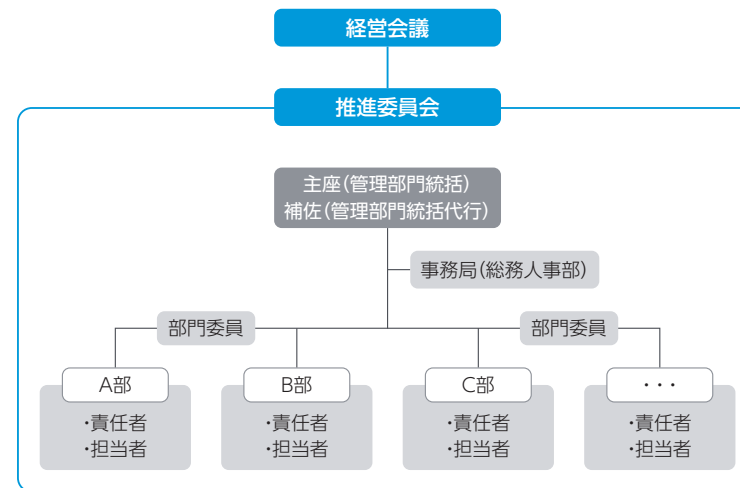 経営会議
推進委員会
主座(管理部門統括)
補佐(管理部門統括代行)
事務局(総務人事部)
部門委員
部門委員
A部
B部
C部
・・・
・責任者
・担当者
・責任者
・担当者
・責任者
・担当者
・責任者
・担当者